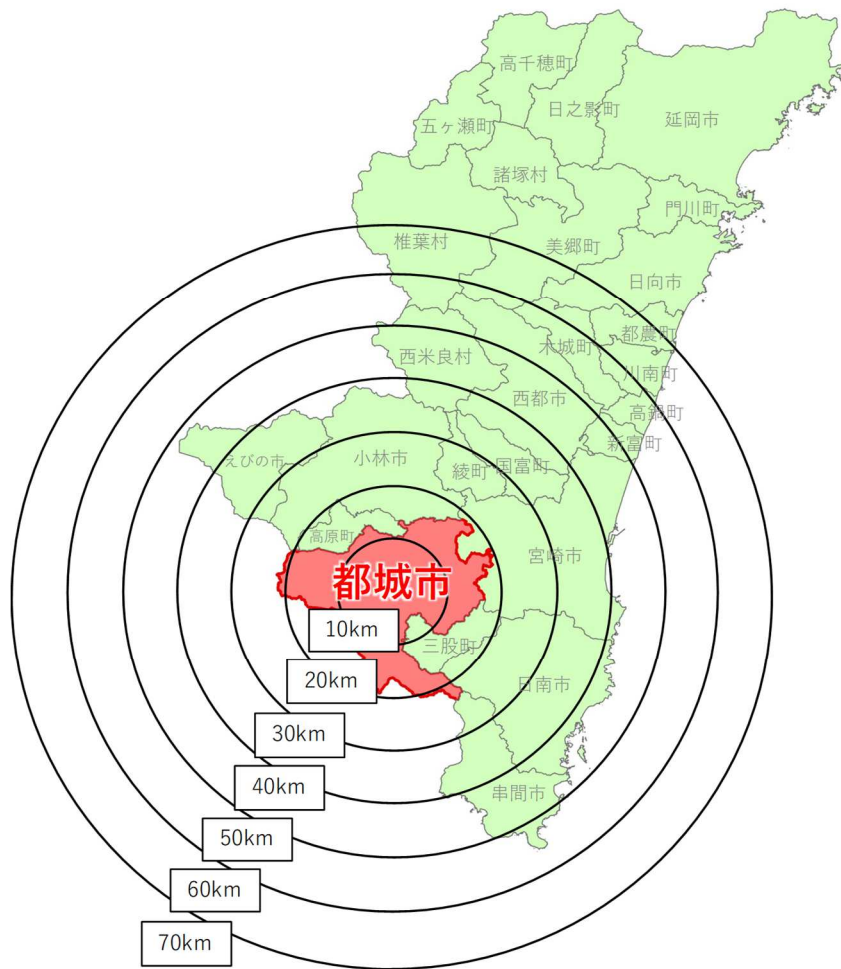 高千穂町
日之影町
延岡市
五ヶ瀬町
諸塚村
門川町
椎葉村
美郷町
日向市
都農町
木城町
西米良村
川南町
西都市
高鍋町
新富町
えびの市
小林市
綾町
国富町
高原町
宮崎市
都城市
10km
三股町
20km
日南市
30km
40km
串間市
50km
60km
70km